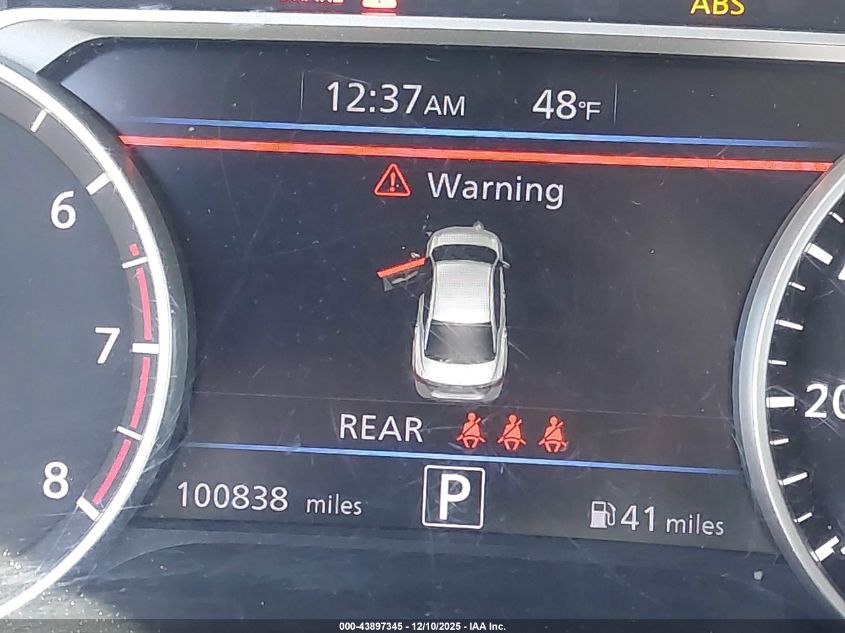 BRAKE
ABS
12:37AM 48°F
Warning
6
7
8
REAR
20
100838 miles
P
41 miles
000-43897345 - 12/10/2025 - IAA Inc.